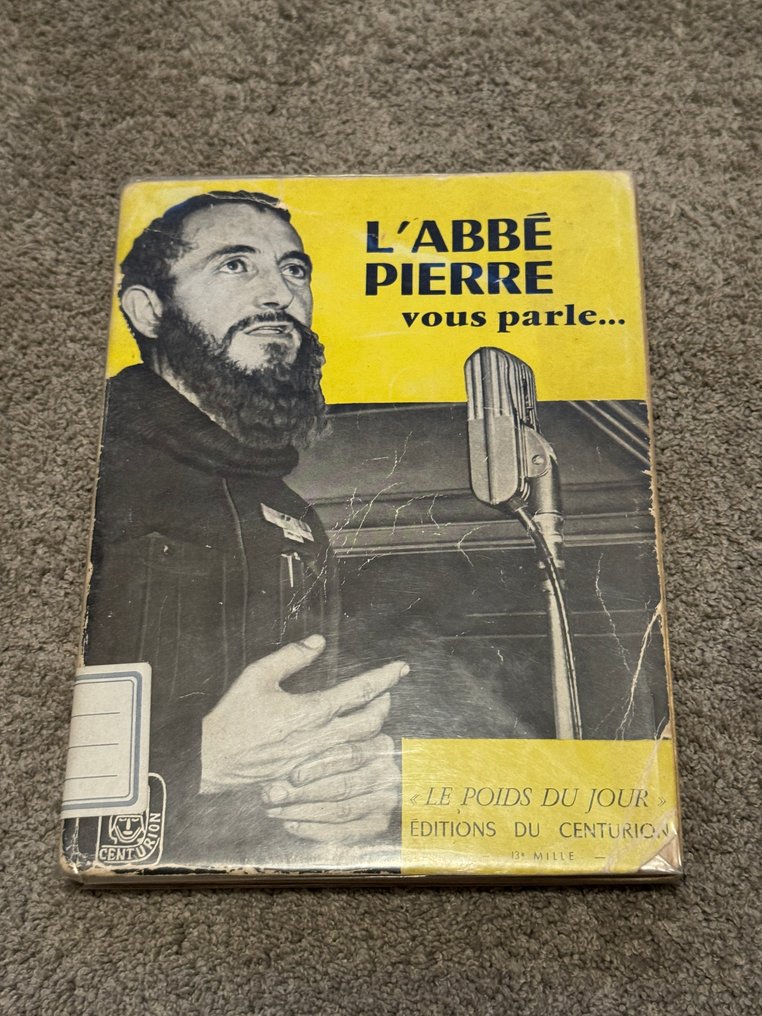 L'ABBÉ
PIERRE
vous parle...
« LE POIDS DU JOUR »
ÉDITIONS DU CENTURION
13e MILLE —
CENTURION